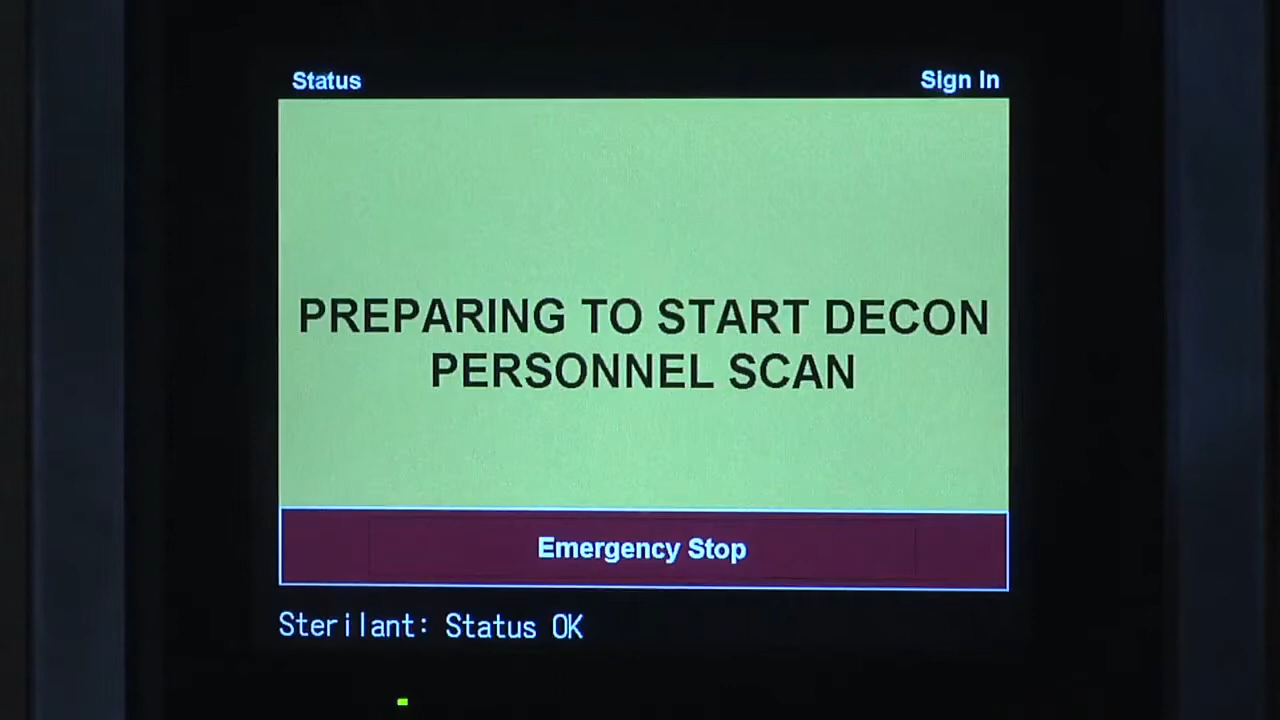 Status
Sign In
PREPARING TO START DECON
PERSONNEL SCAN
Emergency Stop
Sterilant: Status OK